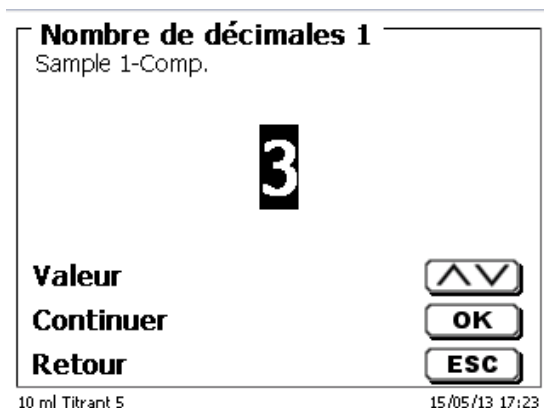 Nombre de décimales 1
Sample 1-Comp.
3
Valeur
Continuer OK
Retour ESC
10 ml Titrant 5 15/05/13 17:23